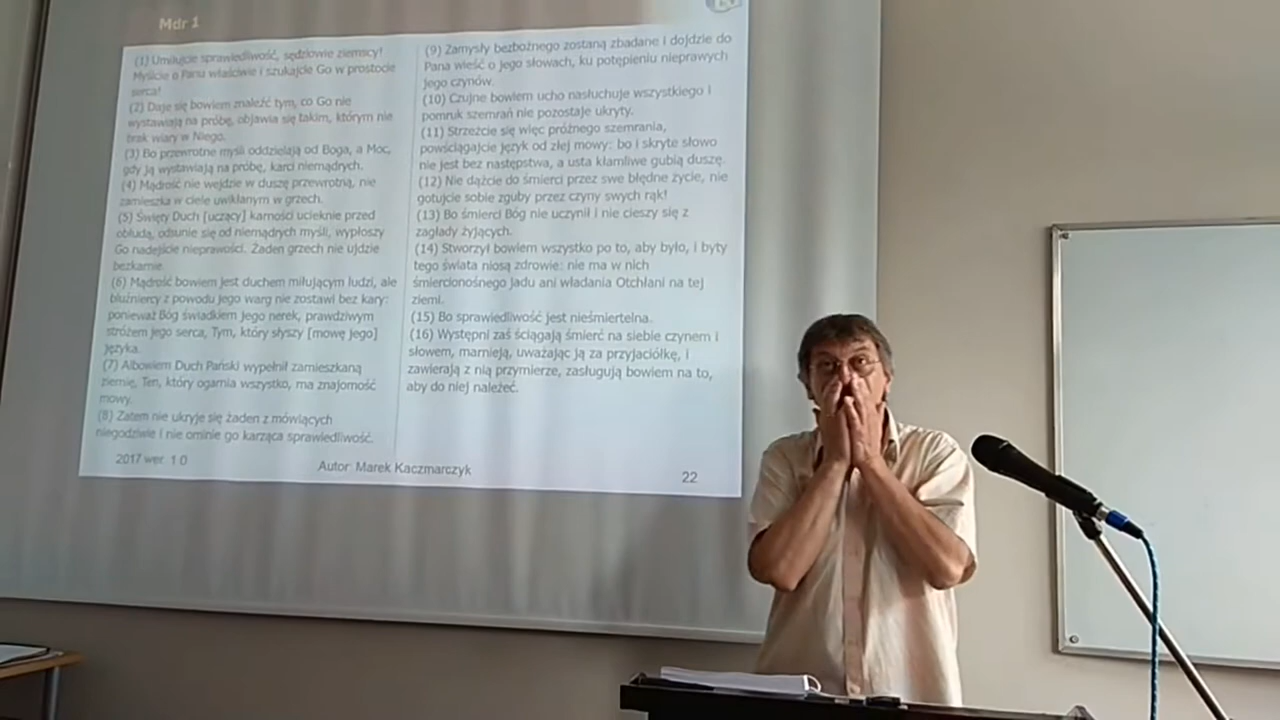 Mdr 1
(1) Umiłujcie sprawiedliwość, sędziowie ziemscy!
Myślcie o Panu właściwie i szukajcie Go w prostocie
serca!
(2) Daje się bowiem znaleźć tym, co Go nie
wystawiają na próbę, objawia się takim, którym nie
brak wiary w Niego.
(3) Bo przewrotne myśli oddzielają od Boga, a Moc,
gdy ją wystawiają na próbę, karci niemądrych.
(4) Mądrość nie wejdzie w duszę przewrotną, nie
zamieszka w ciele uwikłanym w grzech.
(5) Święty Duch [uczący] karności ucieknie przed
obłudą, odsunie się od niemądrych myśli, wypłoszy
Go nadejście nieprawości. Żaden grzech nie ujdzie
bezkarnie.
(6) Mądrość bowiem jest duchem miłującym ludzi, ale
bluźniercy z powodu jego warg nie zostawi bez kary:
ponieważ Bóg świadkiem jego nerek, prawdziwym
stróżem jego serca, Tym, który słyszy [mowę jego]
języka.
(7) Albowiem Duch Pański wypełnił zamieszkaną
ziemię, Ten, który ogarnia wszystko, ma znajomość
mowy.
(8) Zatem nie ukryje się żaden z mówiących
niegodziwie i nie ominie go karząca sprawiedliwość.
(9) Zamysły bezbożnego zostaną zbadane i dojdzie do
Pana wieść o jego słowach, ku potępieniu nieprawych
jego czynów.
(10) Czujne bowiem ucho nasłuchuje wszystkiego i
pomruk szemrań nie pozostaje ukryty.
(11) Strzeżcie się więc próżnego szemrania,
powściągajcie język od złej mowy: bo i skryte słowo
nie jest bez następstwa, a usta kłamliwe gubią duszę.
(12) Nie dążcie do śmierci przez swe błędne życie, nie
gotujcie sobie zguby przez czyny swych rąk!
(13) Bo śmierci Bóg nie uczynił i nie cieszy się z
zagłady żyjących.
(14) Stworzył bowiem wszystko po to, aby było, i byty
tego świata niosą zdrowie: nie ma w nich
śmiercionośnego jadu ani władania Otchłani na tej
ziemi.
(15) Bo sprawiedliwość jest nieśmiertelna.
(16) Występni zaś ściągają śmierć na siebie czynem i
słowem, marnieją, uważając ją za przyjaciółkę, i
zawierają z nią przymierze, zasługują bowiem na to,
aby do niej należeć.
2017 wer. 1 0
Autor: Marek Kaczmarczyk
22